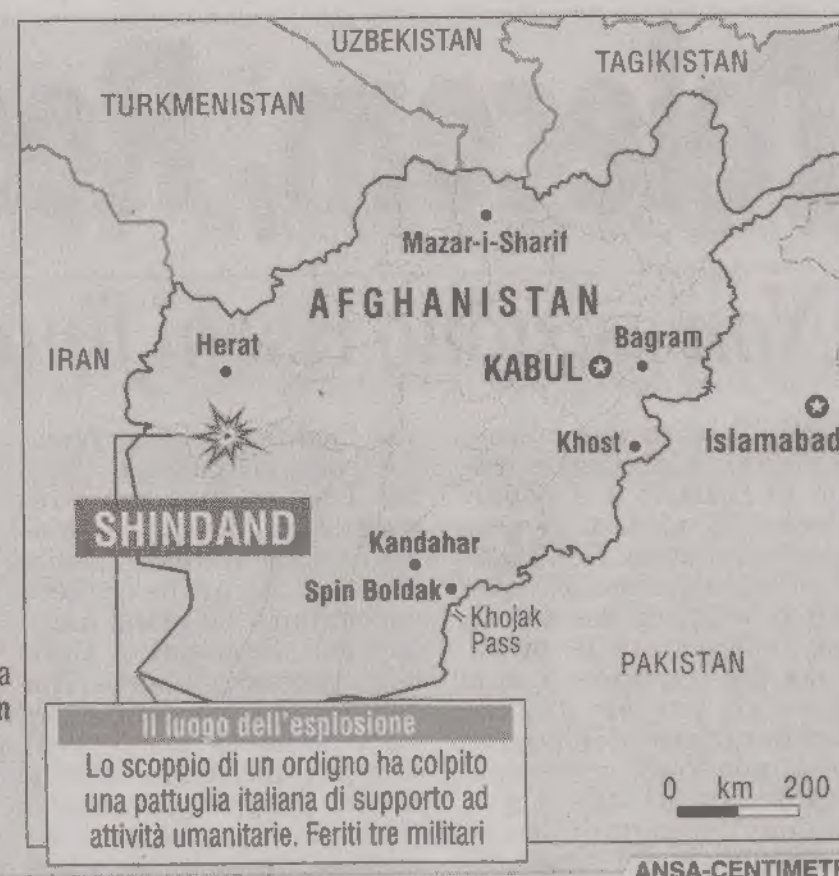 UZBEKISTAN
TAGIKISTAN
TURKMENISTAN
Mazar-i-Sharif
AFGHANISTAN
IRAN
Herat
Bagram
KABUL
Khost
Islamabad
SHINDAND
Kandahar
Spin Boldak
Khojak
Pass
PAKISTAN
a
n
Il luogo dell'esplosione
Lo scoppio di un ordigno ha colpito
una pattuglia italiana di supporto ad
attività umanitarie. Feriti tre militari
0 km 200
ANSA-CENTIMETR